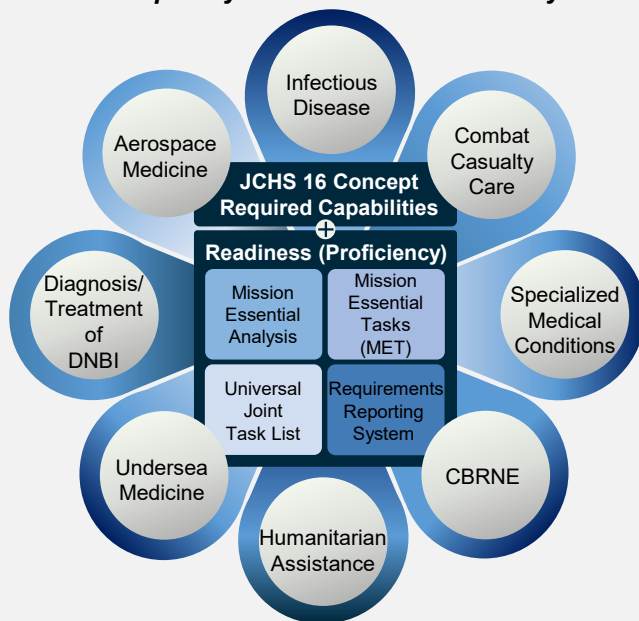 Infectious
Disease
Aerospace
Medicine
Combat
Casualty
Care
JCHS 16 Concept
Required Capabilities
+
Readiness (Proficiency)
Mission
Essential
Analysis
Mission
Essential
Tasks
(MET)
Universal
Joint
Task List
Requirements
Reporting
System
Diagnosis/
Treatment
of
DNBI
Specialized
Medical
Conditions
Undersea
Medicine
CBRNE
Humanitarian
Assistance